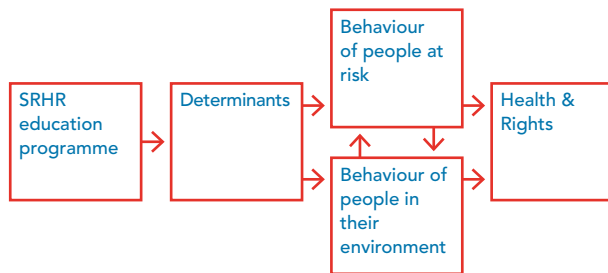 SRHR
education
programme
Determinants
Behaviour
of people at
risk
Behaviour of
people in
their
environment
Health &
Rights